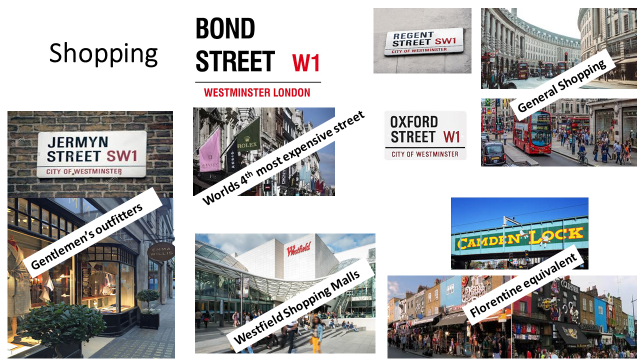 Shopping
BOND
STREET W1
WESTMINSTER LONDON
REGENT
STREET SW1
CITY OF WESTMINSTER
General Shopping
JERMYN
STREET SW1
CITY OF WESTMINSTER
ROLEX
Worlds 4th most expensive street
OXFORD
STREET W1
CITY OF WESTMINSTER
Gentlemen's outfitters
Westfield
Westfield Shopping Malls
CAMDEN LOCK
Florentine equivalent